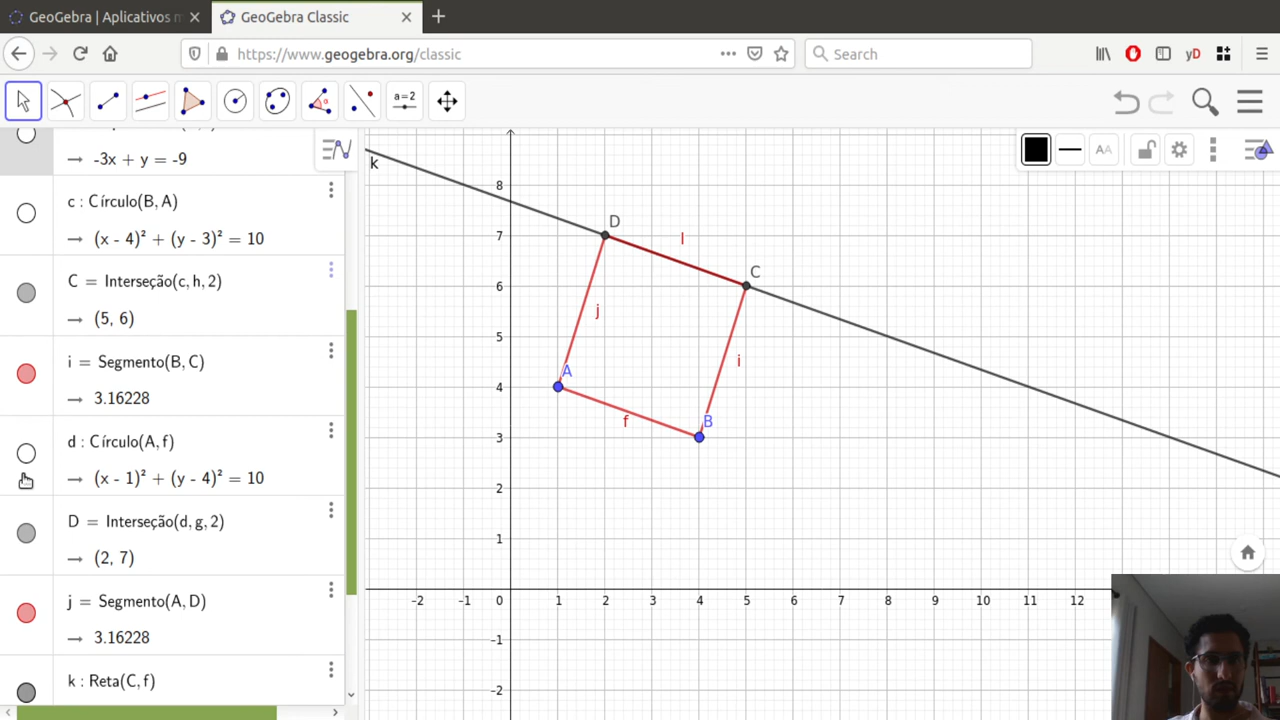 GeoGebra | Aplicativos m
GeoGebra Classic
https://www.geogebra.org/classic
Search
yD
a=2
→ -3x + y = -9
c : Círculo(B, A)
→ (x - 4)² + (y - 3)² = 10
C = Interseção(c, h, 2)
→ (5, 6)
i = Segmento(B, C)
→ 3.16228
d : Círculo(A, f)
→ (x - 1)² + (y - 4)² = 10
D = Interseção(d, g, 2)
→ (2, 7)
j = Segmento(A, D)
→ 3.16228
k : Reta(C, f)
AA
k
8
D
7
l
C
6
j
5
i
A
4
B
f
3
2
1
-2 -1 0 1 2 3 4 5 6 7 8 9 10 11 12
-1
-2